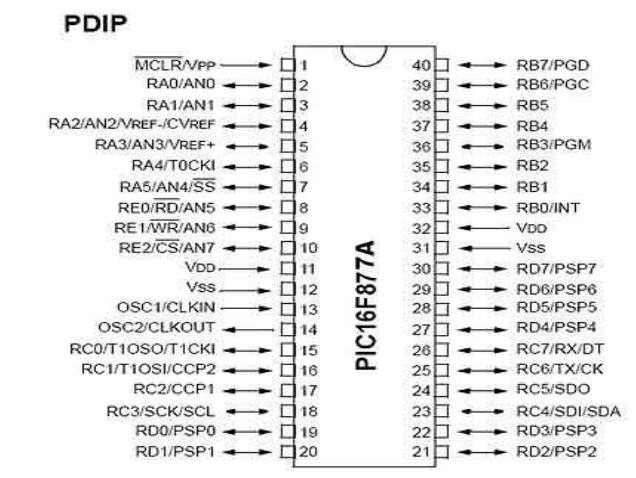 PDIP
MCLR/VPP 1 40 RB7/PGD
RA0/AN0 2 39 RB6/PGC
RA1/AN1 3 38 RB5
RA2/AN2/VREF-/CVREF 4 37 RB4
RA3/AN3/VREF+ 5 36 RB3/PGM
RA4/T0CKI 6 35 RB2
RA5/AN4/SS 7 34 RB1
RE0/RD/AN5 8 33 RB0/INT
RE1/WR/AN6 9 32 VDD
RE2/CS/AN7 10 31 VSS
VDD 11 30 RD7/PSP7
VSS 12 29 RD6/PSP6
OSC1/CLKIN 13 28 RD5/PSP5
OSC2/CLKOUT 14 27 RD4/PSP4
RC0/T1OSO/T1CKI 15 26 RC7/RX/DT
RC1/T1OSI/CCP2 16 25 RC6/TX/CK
RC2/CCP1 17 24 RC5/SDO
RC3/SCK/SCL 18 23 RC4/SDI/SDA
RD0/PSP0 19 22 RD3/PSP3
RD1/PSP1 20 21 RD2/PSP2
PIC16F877A